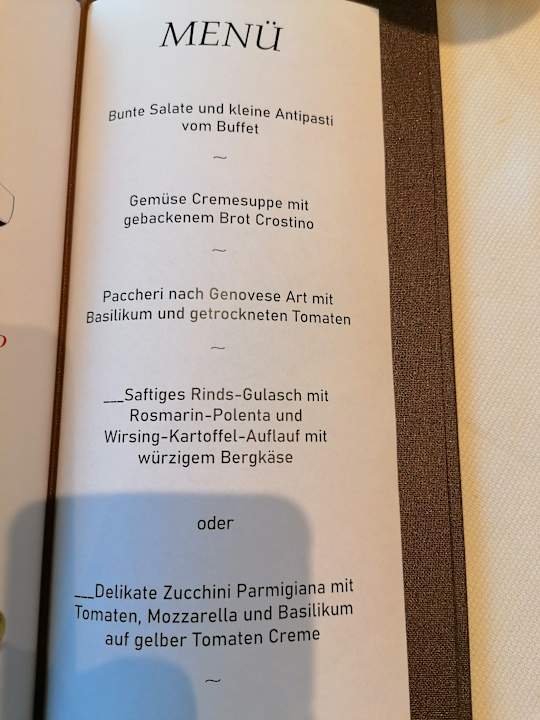 MENÜ
Bunte Salate und kleine Antipasti
vom Buffet
~
Gemüse Cremesuppe mit
gebackenem Brot Crostino
~
Paccheri nach Genovese Art mit
Basilikum und getrockneten Tomaten
~
___Saftiges Rinds-Gulasch mit
Rosmarin-Polenta und
Wirsing-Kartoffel-Auflauf mit
würzigem Bergkäse
oder
___Delikate Zucchini Parmigiana mit
Tomaten, Mozzarella und Basilikum
auf gelber Tomaten Creme
~